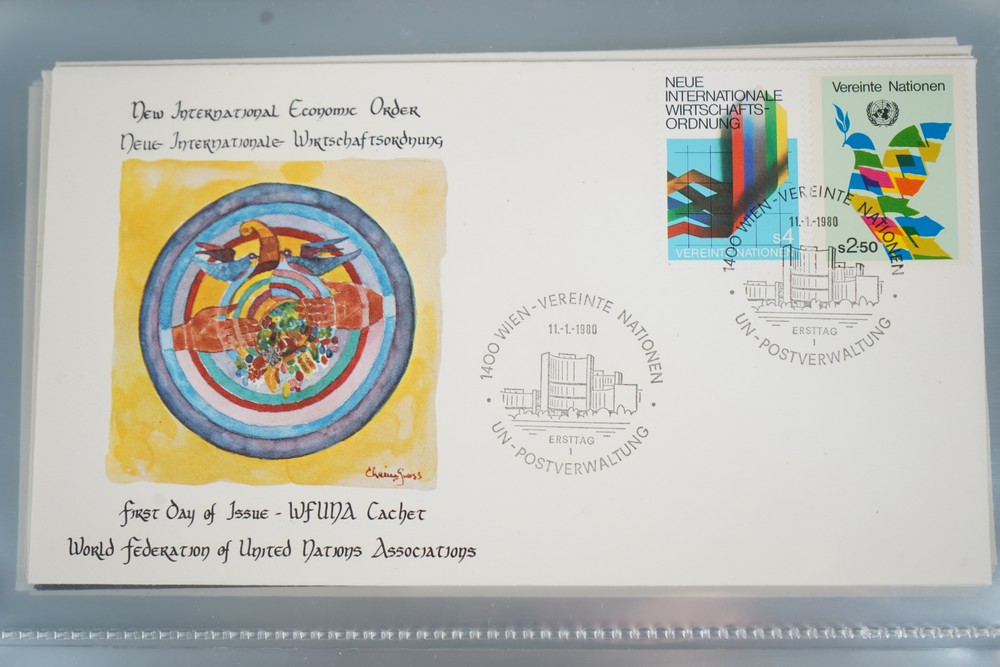 New International Economic Order
Neue Internationale Wirtschaftsordnung
Chaim Gross
First Day of Issue - WFUNA Cachet
World Federation of United Nations Associations
1400 WIEN-VEREINTE NATIONEN
11.-1.-1980
ERSTTAG
1
UN-POSTVERWALTUNG
NEUE
INTERNATIONALE
WIRTSCHAFTS-
ORDNUNG
s4
VEREINTE NATIONEN
Vereinte Nationen
s2·50
1400 WIEN-VEREINTE NATIONEN
11.-1.-1980
ERSTTAG
1
UN-POSTVERWALTUNG